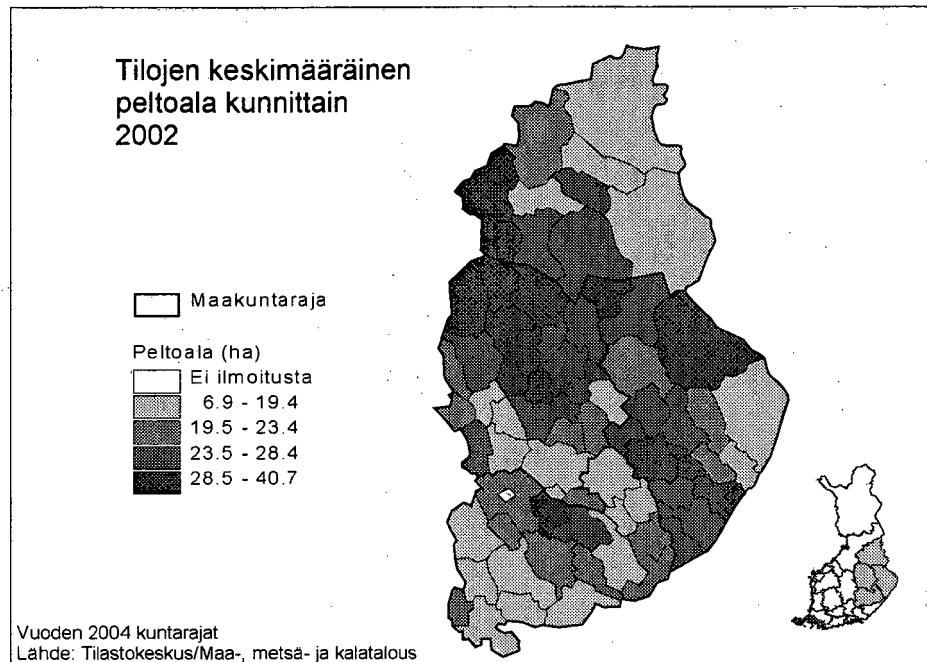 Tilojen keskimääräinen
peltoala kunnittain
2002
Maakuntaraja
Peltoala (ha)
Ei ilmoitusta
6.9 - 19.4
19.5 - 23.4
23.5 - 28.4
28.5 - 40.7
Vuoden 2004 kuntarajat
Lähde: Tilastokeskus/Maa-, metsä- ja kalatalous